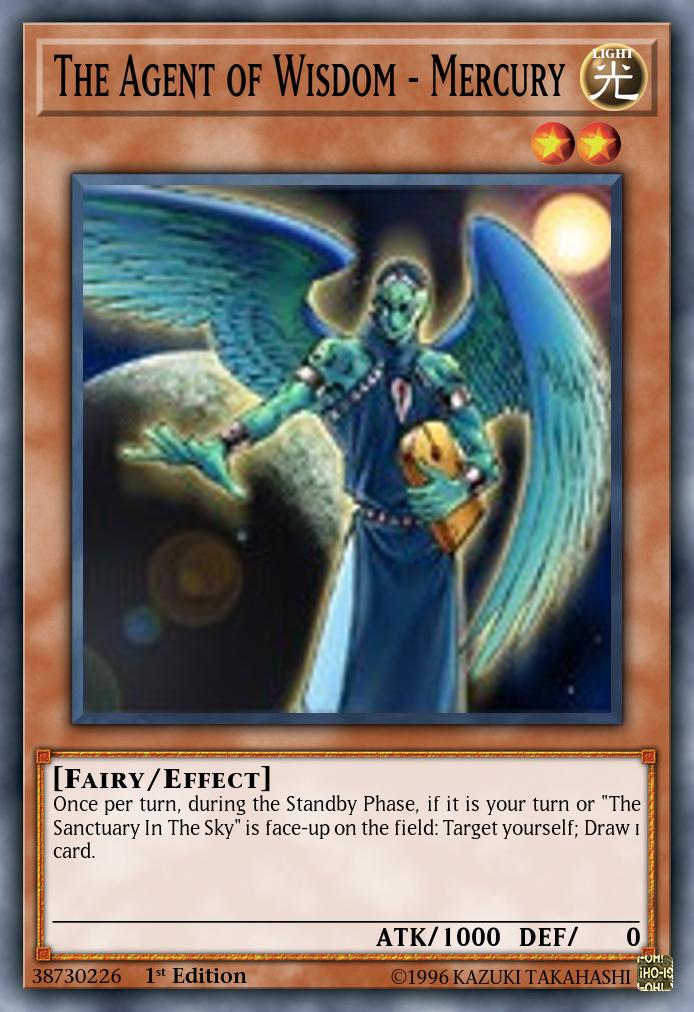 The Agent of Wisdom - Mercury
LIGHT
光
[Fairy/Effect]
Once per turn, during the Standby Phase, if it is your turn or "The
Sanctuary In The Sky" is face-up on the field: Target yourself; Draw 1
card.
ATK/1000 DEF/ 0
38730226 1st Edition ©1996 KAZUKI TAKAHASHI